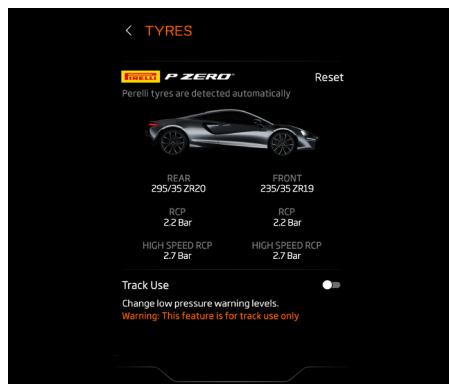 < TYRES
PIRELLI P ZERO™ Reset
Perelli tyres are detected automatically
REAR FRONT
295/35 ZR20 235/35 ZR19
RCP RCP
2.2 Bar 2.2 Bar
HIGH SPEED RCP HIGH SPEED RCP
2.7 Bar 2.7 Bar
Track Use
Change low pressure warning levels.
Warning: This feature is for track use only